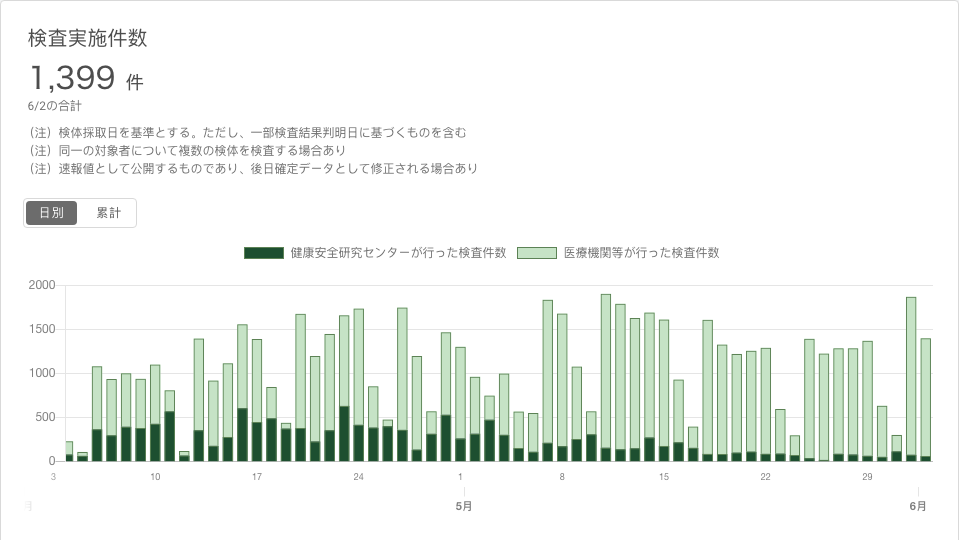 検査実施件数
1,399 件
6/2の合計
（注）検体採取日を基準とする。ただし、一部検査結果判明日に基づくものを含む
（注）同一の対象者について複数の検体を検査する場合あり
（注）速報値として公開するものであり、後日確定データとして修正される場合あり
日別 累計
健康安全研究センターが行った検査件数 医療機関等が行った検査件数
2000
1500
1000
500
0
3 10 17 24 1 8 15 22 29
5月 6月